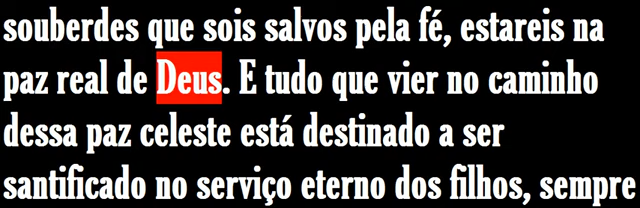 souberdes que sois salvos pela fé, estareis na
paz real de Deus. E tudo que vier no caminho
dessa paz celeste está destinado a ser
santificado no serviço eterno dos filhos, sempre